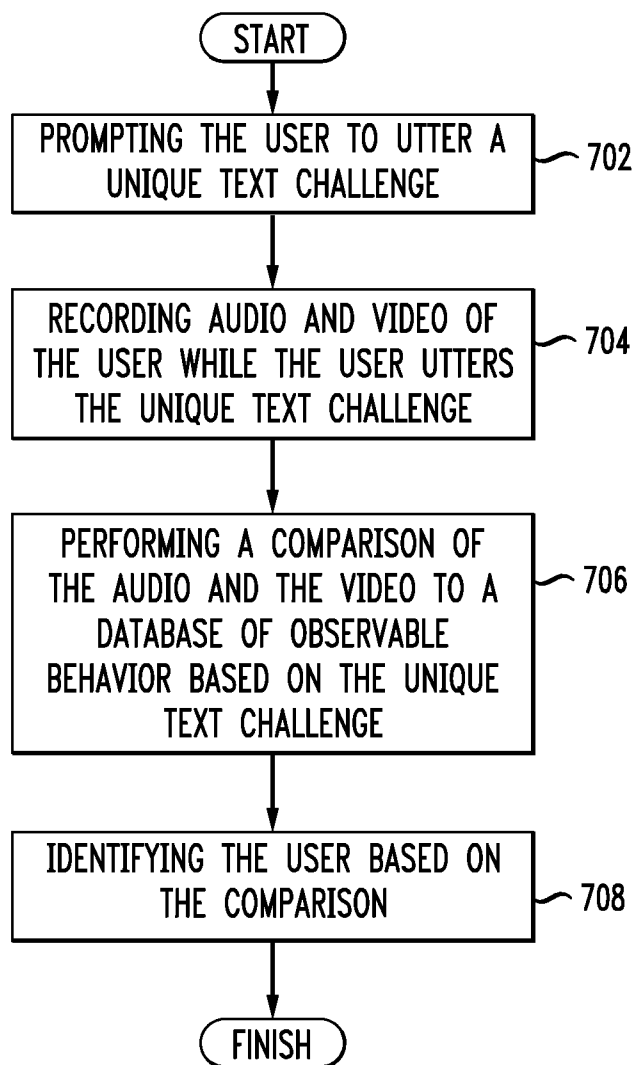 START
PROMPTING THE USER TO UTTER A
UNIQUE TEXT CHALLENGE
702
RECORDING AUDIO AND VIDEO OF
THE USER WHILE THE USER UTTERS
THE UNIQUE TEXT CHALLENGE
704
PERFORMING A COMPARISON OF
THE AUDIO AND THE VIDEO TO A
DATABASE OF OBSERVABLE
BEHAVIOR BASED ON THE UNIQUE
TEXT CHALLENGE
706
IDENTIFYING THE USER BASED ON
THE COMPARISON
708
FINISH